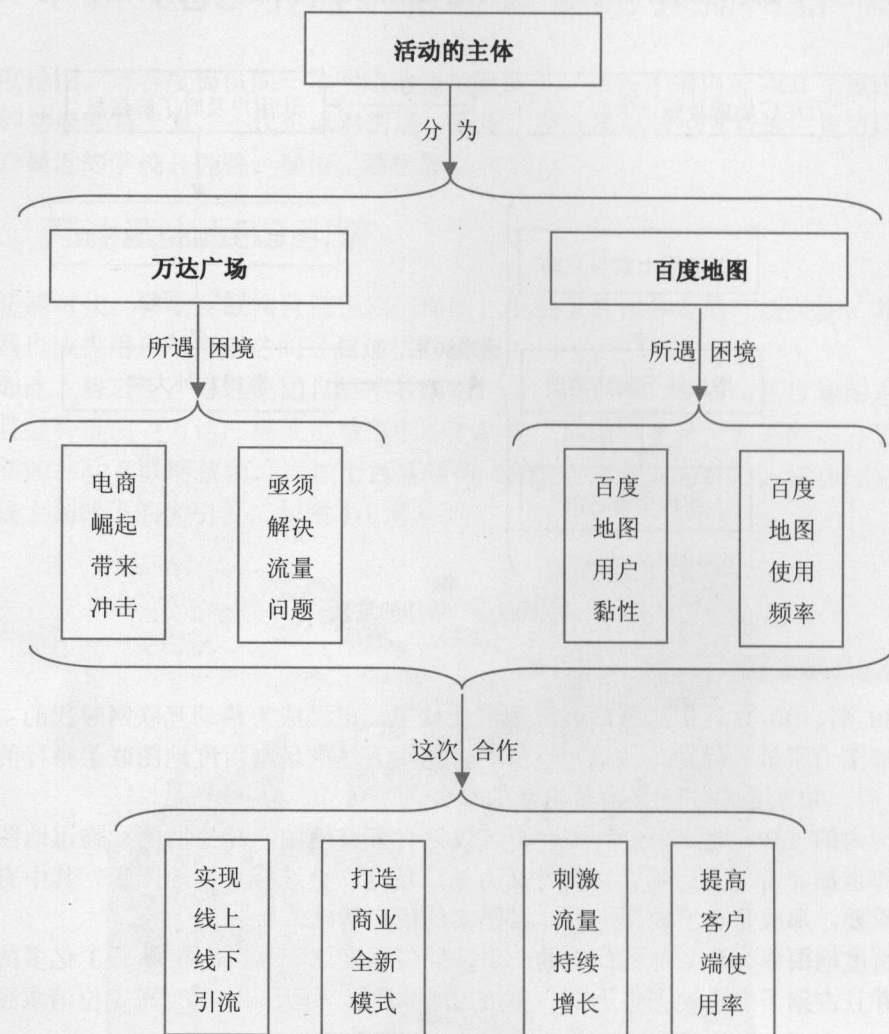 活动的主体
分为
万达广场
百度地图
所遇 困境
所遇 困境
电商
崛起
带来
冲击
亟须
解决
流量
问题
百度
地图
用户
黏性
百度
地图
使用
频率
这次 合作
实现
线上
线下
引流
打造
商业
全新
模式
刺激
流量
持续
增长
提高
客户
端使
用率